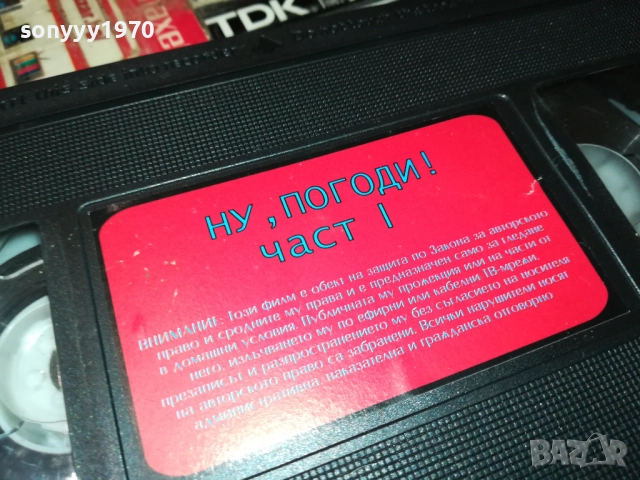 sonyyy1970
TDK
НУ, ПОГОДИ!
част 1
ВНИМАНИЕ: Този филм е обект на защита по Закона за авторското
право и сродните му права и е предназначен само за гледане
в домашни условия. Публичната му прожекция или на части от
него, излъчването му по ефирни или кабелни ТВ-мрежи,
презаписът и разпространението му без съгласието на носителя
на авторското право са забранени. Всички нарушители носят
административна, наказателна и гражданска отговорно
BAZAR